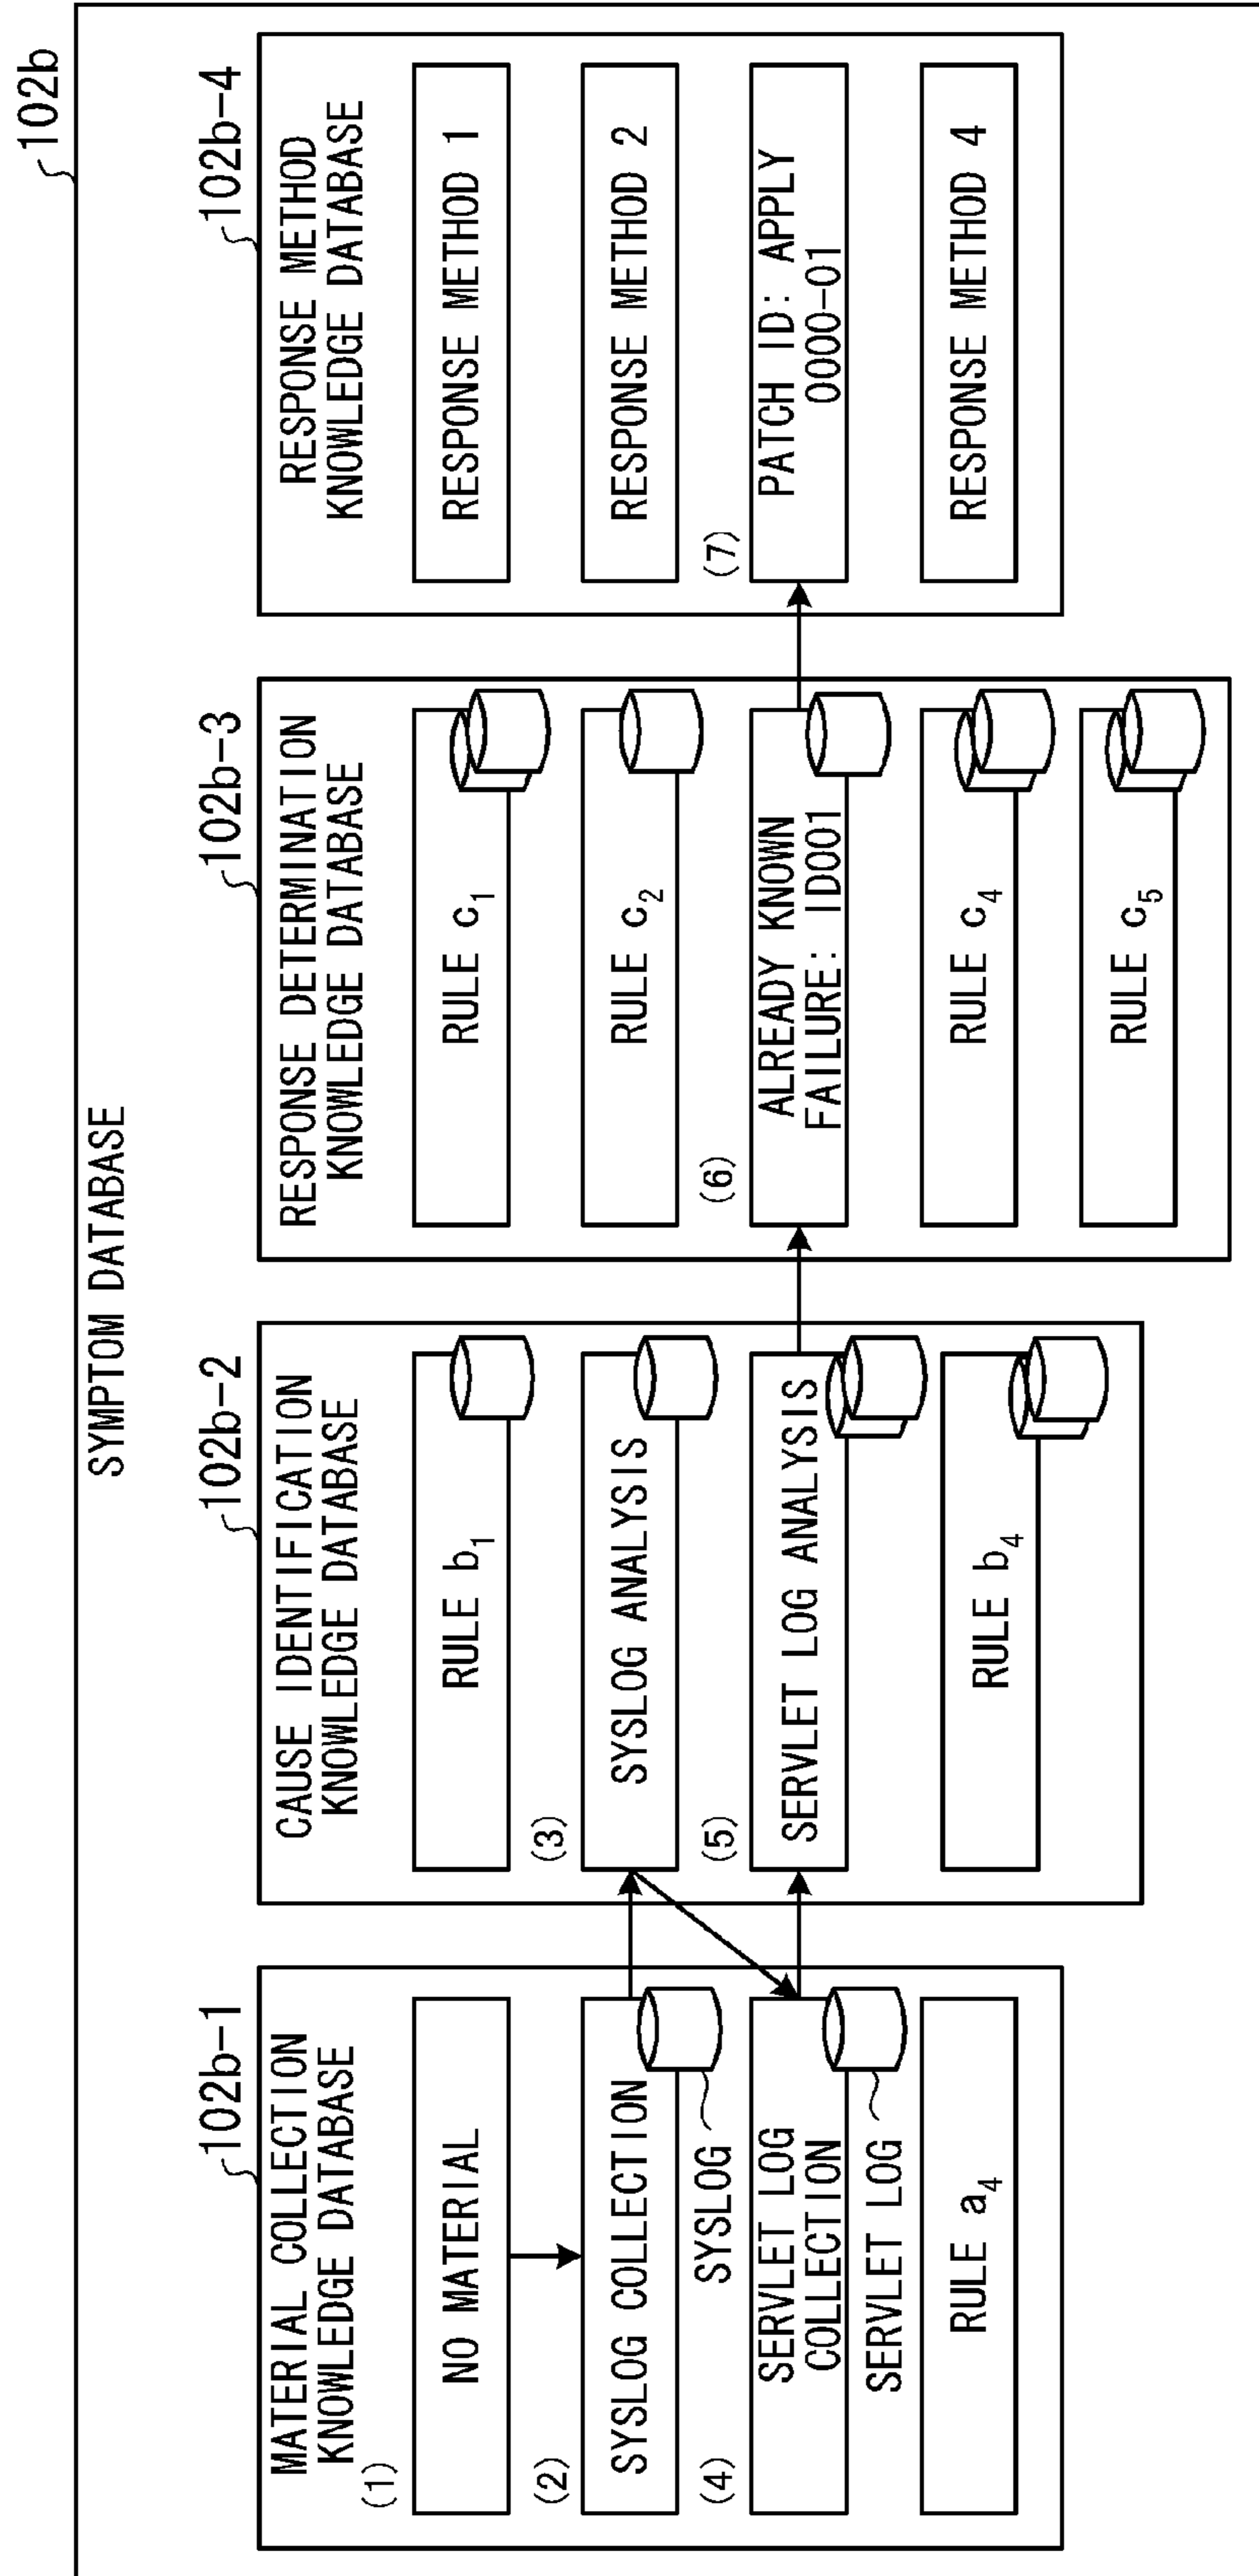 102b
SYMPTOM DATABASE
102b-1
MATERIAL COLLECTION
KNOWLEDGE DATABASE
(1)
NO MATERIAL
(2)
SYSLOG COLLECTION
SYSLOG
(4)
SERVLET LOG
COLLECTION
SERVLET LOG
RULE a4
102b-2
CAUSE IDENTIFICATION
KNOWLEDGE DATABASE
RULE b1
(3)
SYSLOG ANALYSIS
(5)
SERVLET LOG ANALYSIS
RULE b4
102b-3
RESPONSE DETERMINATION
KNOWLEDGE DATABASE
RULE c1
RULE c2
(6)
ALREADY KNOWN
FAILURE: ID001
RULE c4
RULE c5
102b-4
RESPONSE METHOD
KNOWLEDGE DATABASE
RESPONSE METHOD 1
RESPONSE METHOD 2
(7)
PATCH ID: APPLY
0000-01
RESPONSE METHOD 4